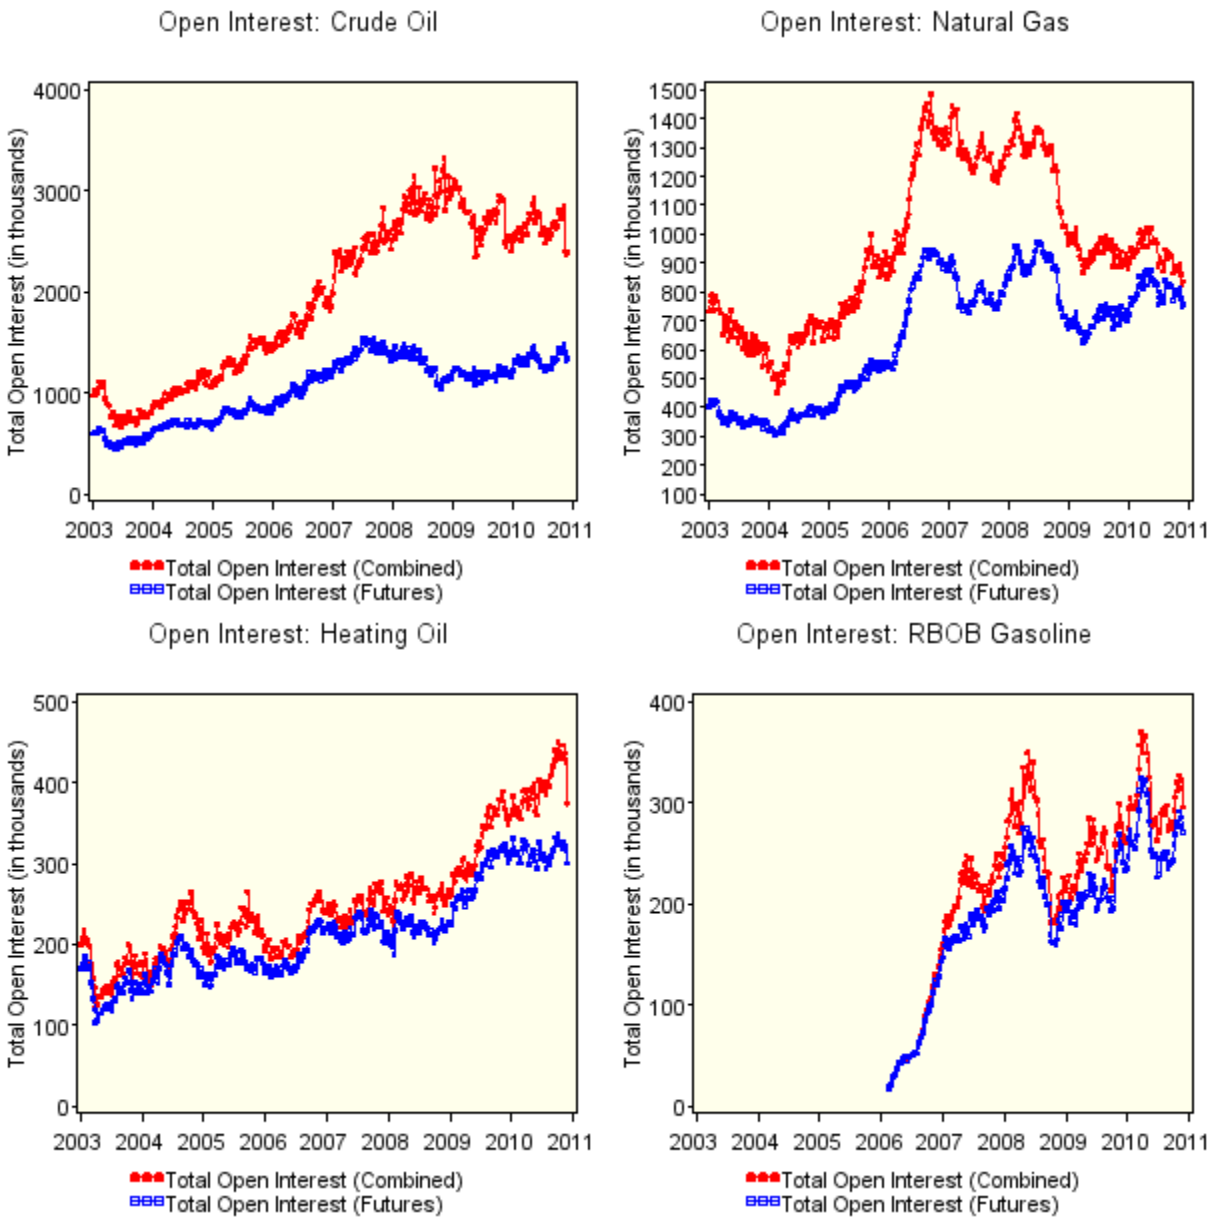 Open Interest: Crude Oil
Total Open Interest (in thousands)
4000
3000
2000
1000
0
2003 2004 2005 2006 2007 2008 2009 2010 2011
Total Open Interest (Combined)
Total Open Interest (Futures)
Open Interest: Natural Gas
Total Open Interest (in thousands)
1500
1400
1300
1200
1100
1000
900
800
700
600
500
400
300
200
100
2003 2004 2005 2006 2007 2008 2009 2010 2011
Total Open Interest (Combined)
Total Open Interest (Futures)
Open Interest: Heating Oil
Total Open Interest (in thousands)
500
400
300
200
100
0
2003 2004 2005 2006 2007 2008 2009 2010 2011
Total Open Interest (Combined)
Total Open Interest (Futures)
Open Interest: RBOB Gasoline
Total Open Interest (in thousands)
400
300
200
100
0
2003 2004 2005 2006 2007 2008 2009 2010 2011
Total Open Interest (Combined)
Total Open Interest (Futures)